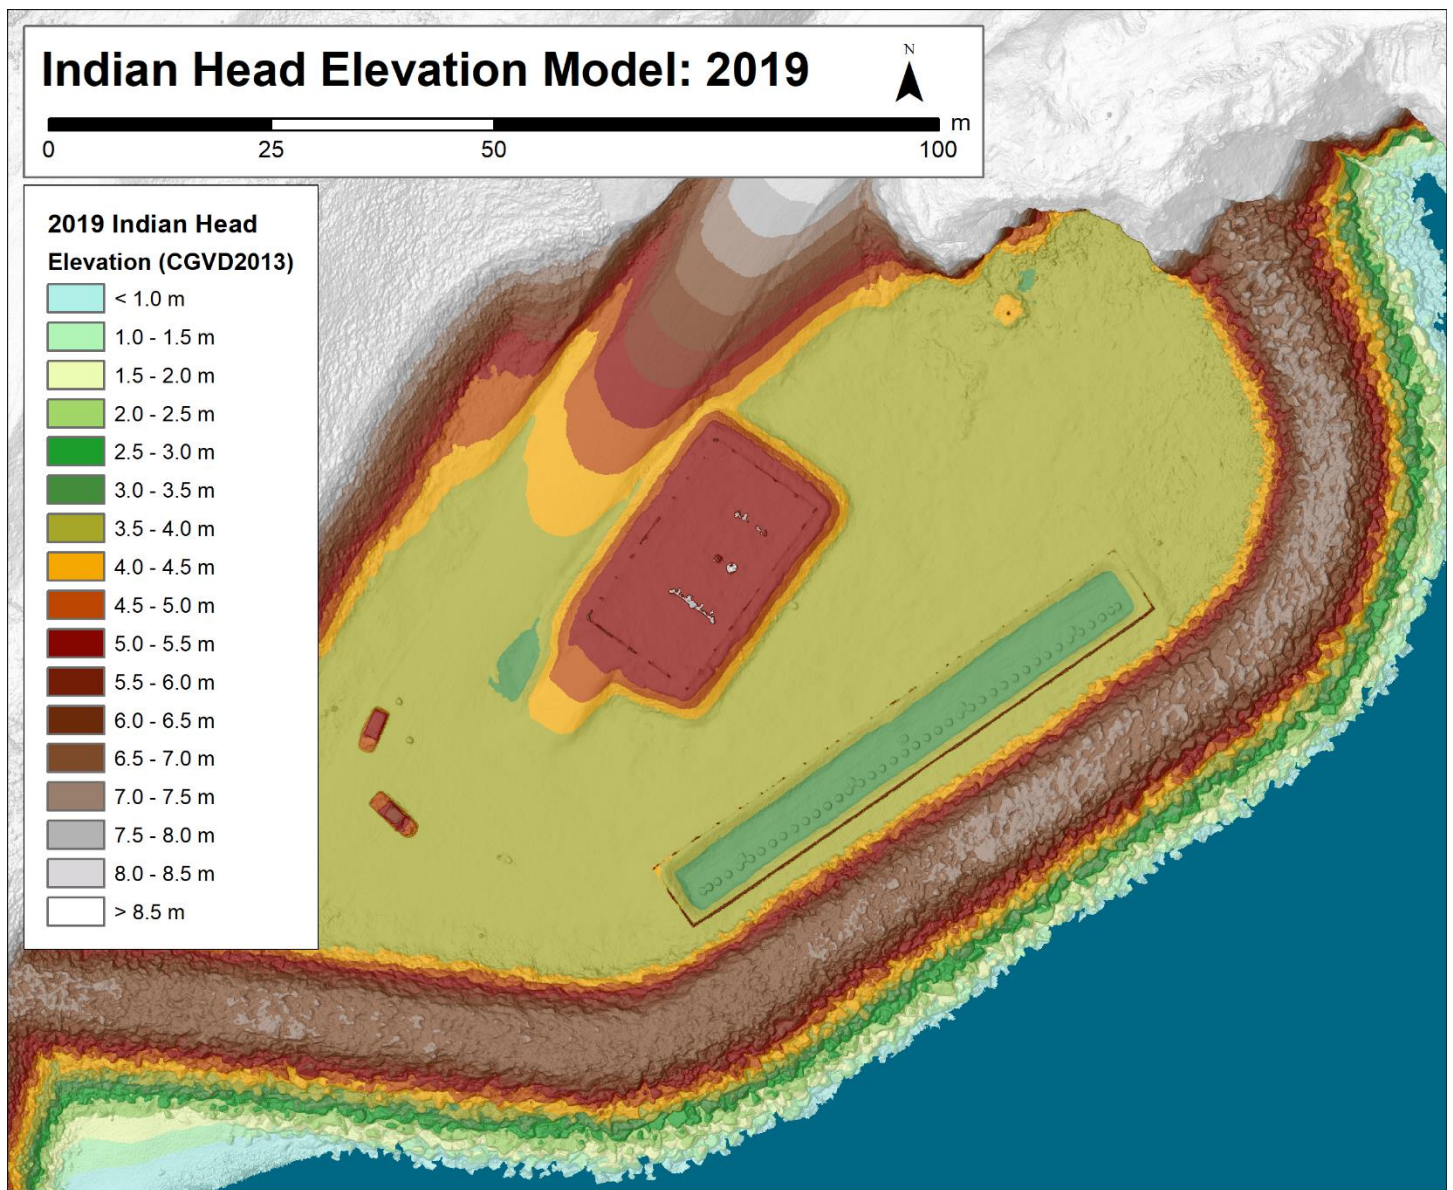 Indian Head Elevation Model: 2019
N
m
0 25 50 100
2019 Indian Head
Elevation (CGVD2013)
< 1.0 m
1.0 - 1.5 m
1.5 - 2.0 m
2.0 - 2.5 m
2.5 - 3.0 m
3.0 - 3.5 m
3.5 - 4.0 m
4.0 - 4.5 m
4.5 - 5.0 m
5.0 - 5.5 m
5.5 - 6.0 m
6.0 - 6.5 m
6.5 - 7.0 m
7.0 - 7.5 m
7.5 - 8.0 m
8.0 - 8.5 m
> 8.5 m